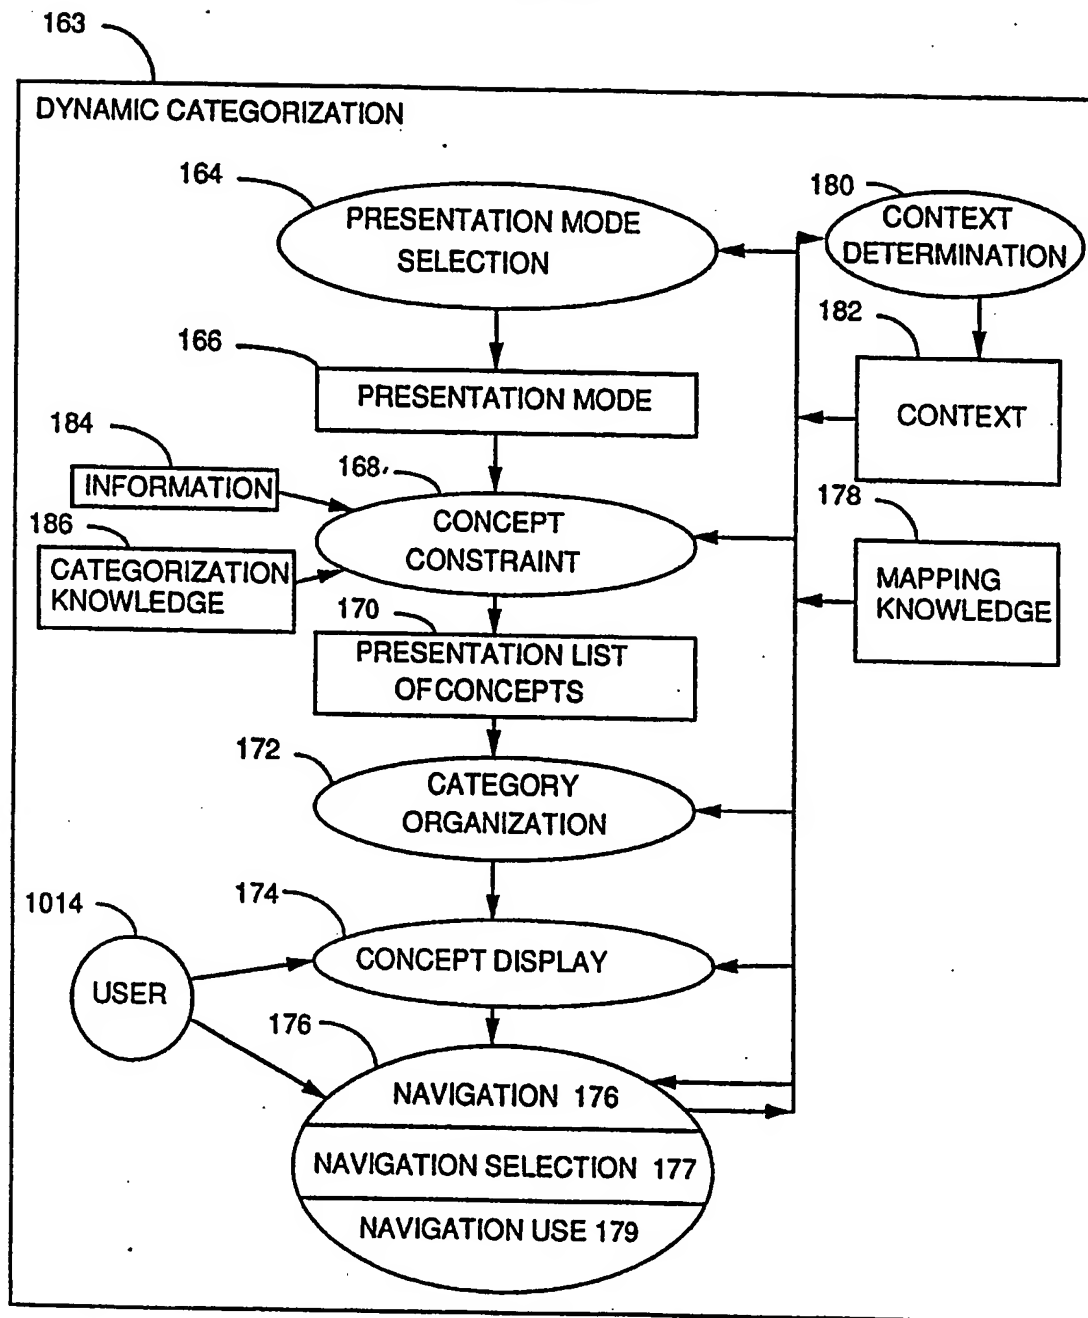 163
DYNAMIC CATEGORIZATION
164
PRESENTATION MODE
SELECTION
180
CONTEXT
DETERMINATION
166
PRESENTATION MODE
182
CONTEXT
184
INFORMATION
168
CONCEPT
CONSTRAINT
178
MAPPING
KNOWLEDGE
186
CATEGORIZATION
KNOWLEDGE
170
PRESENTATION LIST
OF CONCEPTS
172
CATEGORY
ORGANIZATION
174
CONCEPT DISPLAY
1014
USER
176
NAVIGATION 176
NAVIGATION SELECTION 177
NAVIGATION USE 179